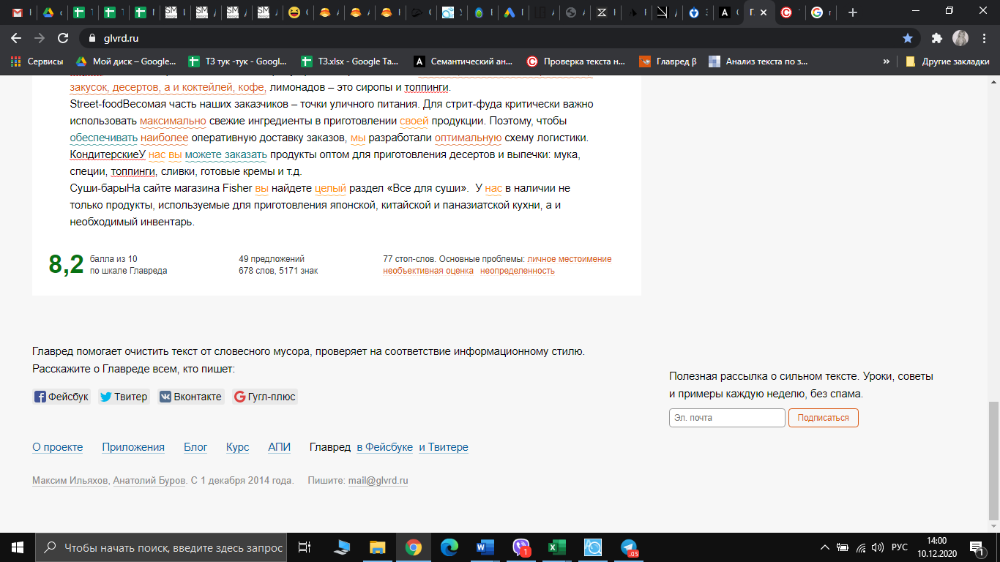 glvrd.ru
Сервисы Мой диск – Google... ТЗ тук -тук - Googl... ТЗ.xlsx - Google Та... Семантический ан... Проверка текста н... Главред β Анализ текста по з... » Другие закладки
закусок, десертов, а и коктейлей, кофе, лимонадов – это сиропы и топпинги.
Street-foodВесомая часть наших заказчиков – точки уличного питания. Для стрит-фуда критически важно
использовать максимально свежие ингредиенты в приготовлении своей продукции. Поэтому, чтобы
обеспечивать наиболее оперативную доставку заказов, мы разработали оптимальную схему логистики.
КондитерскиеУ нас вы можете заказать продукты оптом для приготовления десертов и выпечки: мука,
специи, топпинги, сливки, готовые кремы и т.д.
Суши-барыНа сайте магазина Fisher вы найдете целый раздел «Все для суши».  У нас в наличии не
только продукты, используемые для приготовления японской, китайской и паназиатской кухни, а и
необходимый инвентарь.
8,2 балла из 10
по шкале Главреда
49 предложений
678 слов, 5171 знак
77 стоп-слов. Основные проблемы: личное местоимение
необъективная оценка неопределенность
Главред помогает очистить текст от словесного мусора, проверяет на соответствие информационному стилю.
Расскажите о Главреде всем, кто пишет:
Фейсбук Твитер Вконтакте Гугл-плюс
Полезная рассылка о сильном тексте. Уроки, советы
и примеры каждую неделю, без спама.
Эл. почта Подписаться
О проекте Приложения Блог Курс АПИ Главред в Фейсбуке и Твитере
Максим Ильяхов, Анатолий Буров. С 1 декабря 2014 года. Пишите: mail@glvrd.ru
Чтобы начать поиск, введите здесь запрос
1
.05
РУС
14:00
10.12.2020
1